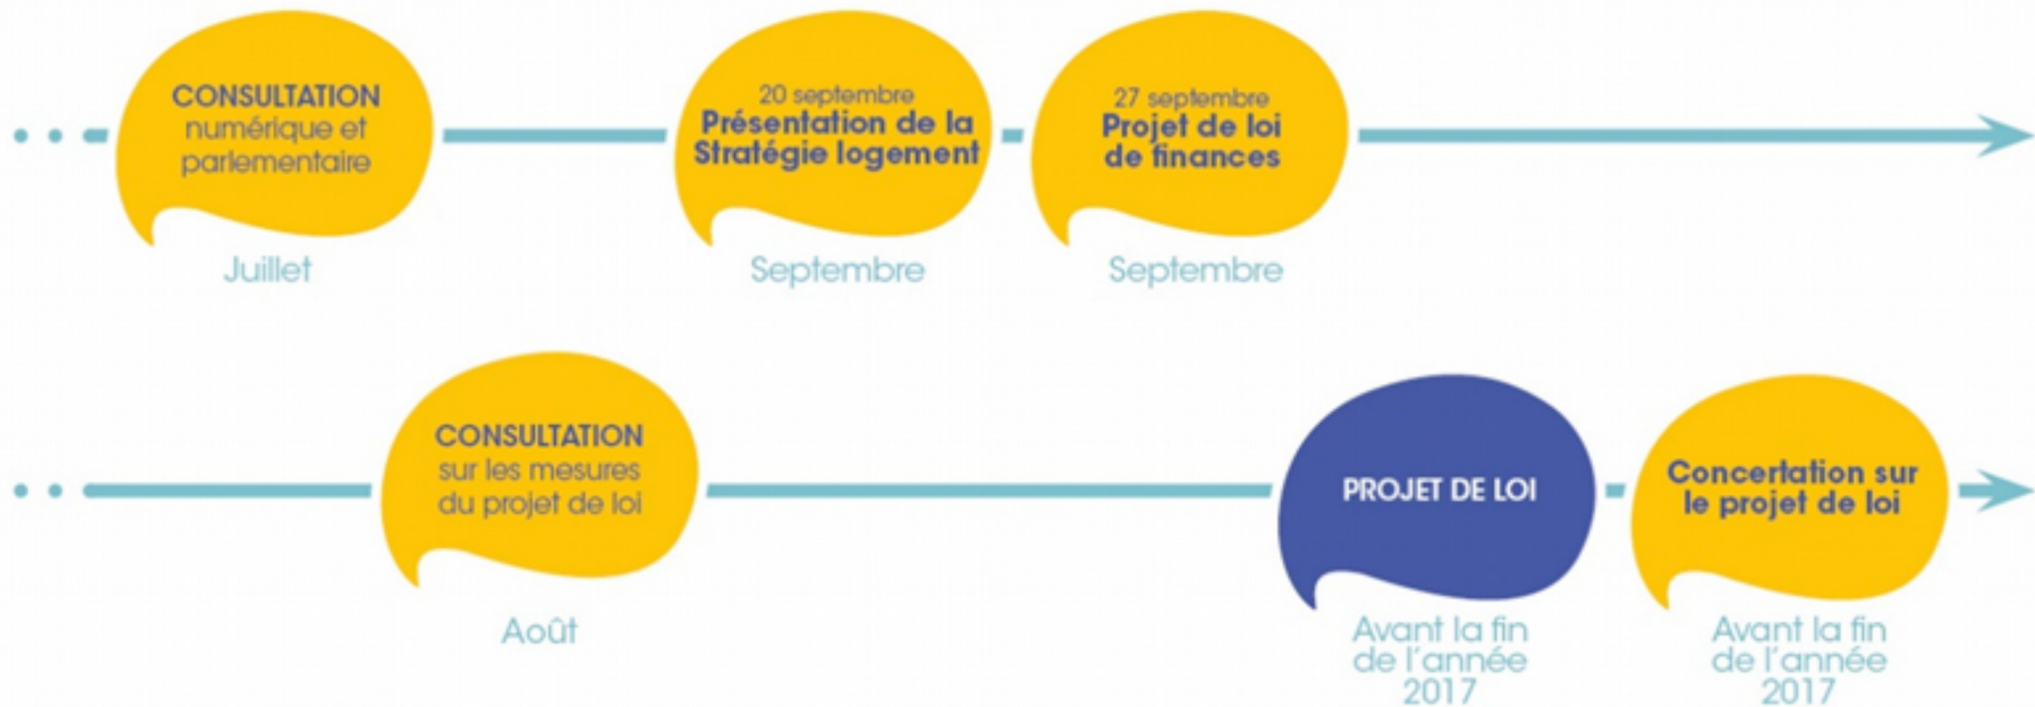 CONSULTATION
numérique et
parlementaire
Juillet
20 septembre
Présentation de la
Stratégie logement
Septembre
27 septembre
Projet de loi
de finances
Septembre
CONSULTATION
sur les mesures
du projet de loi
Août
PROJET DE LOI
Avant la fin
de l'année
2017
Concertation sur
le projet de loi
Avant la fin
de l'année
2017